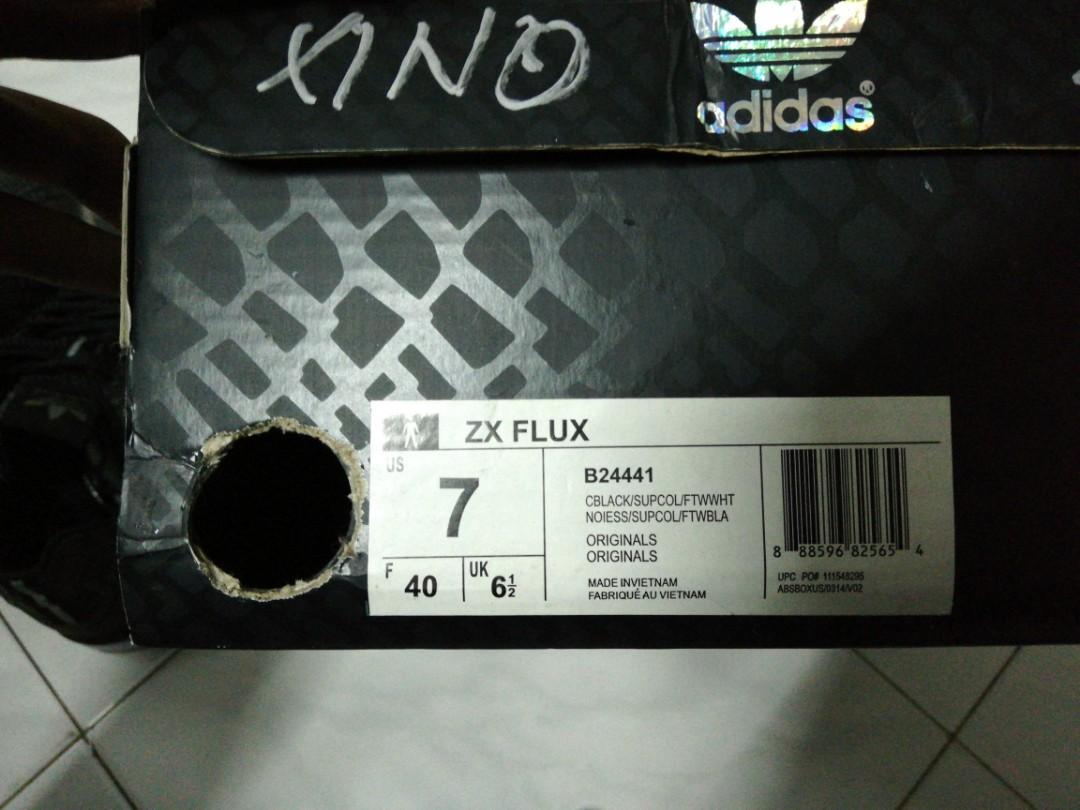 XINO
adidas®
ZX FLUX
US
7
F
40
UK
6½
B24441
CBLACK/SUPCOL/FTWWHT
NOIESS/SUPCOL/FTWBLA
ORIGINALS
ORIGINALS
MADE INVIETNAM
FABRIQUÉ AU VIETNAM
8 88596 82565 4
UPC PO# 111548295
ABSBOXUS/0314/V02